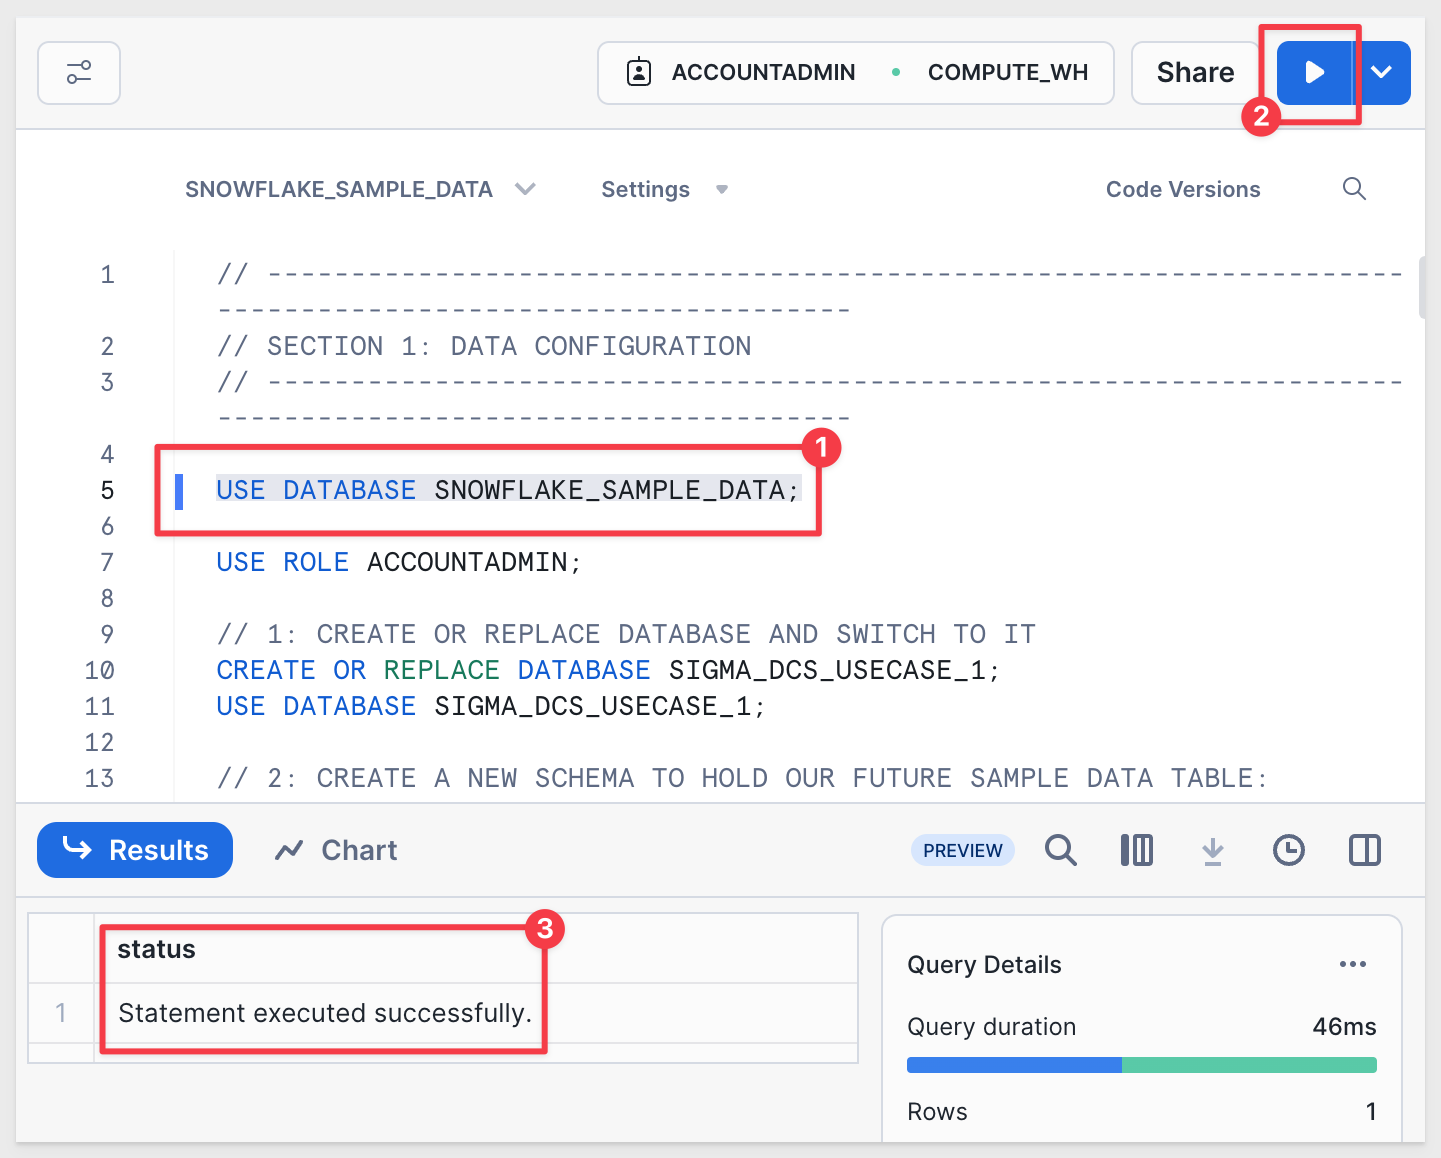 ACCOUNTADMIN • COMPUTE_WH
Share
2
SNOWFLAKE_SAMPLE_DATA
Settings
Code Versions
1 // --------------------------------------------------------------------
--------------------------------------
2 // SECTION 1: DATA CONFIGURATION
3 // --------------------------------------------------------------------
--------------------------------------
4
1
5 USE DATABASE SNOWFLAKE_SAMPLE_DATA;
6
7 USE ROLE ACCOUNTADMIN;
8
9 // 1: CREATE OR REPLACE DATABASE AND SWITCH TO IT
10 CREATE OR REPLACE DATABASE SIGMA_DCS_USECASE_1;
11 USE DATABASE SIGMA_DCS_USECASE_1;
12
13 // 2: CREATE A NEW SCHEMA TO HOLD OUR FUTURE SAMPLE DATA TABLE:
Results
Chart
PREVIEW
3
status
1 Statement executed successfully.
Query Details
Query duration 46ms
Rows 1